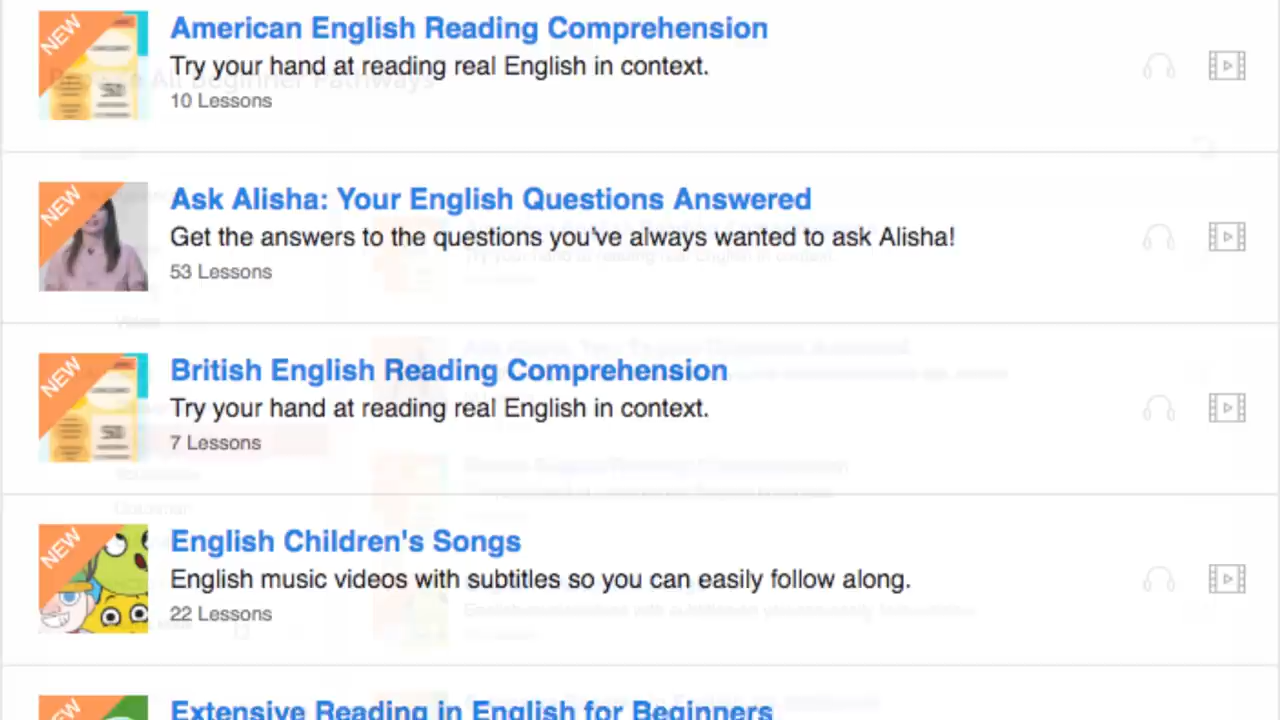 NEW
American English Reading Comprehension
Try your hand at reading real English in context.
All Beginner Pathways
10 Lessons
NEW
Ask Alisha: Your English Questions Answered
Get the answers to the questions you've always wanted to ask Alisha!
53 Lessons
NEW
British English Reading Comprehension
Try your hand at reading real English in context.
7 Lessons
NEW
English Children's Songs
English music videos with subtitles so you can easily follow along.
22 Lessons
NEW
Extensive Reading in English for Beginners